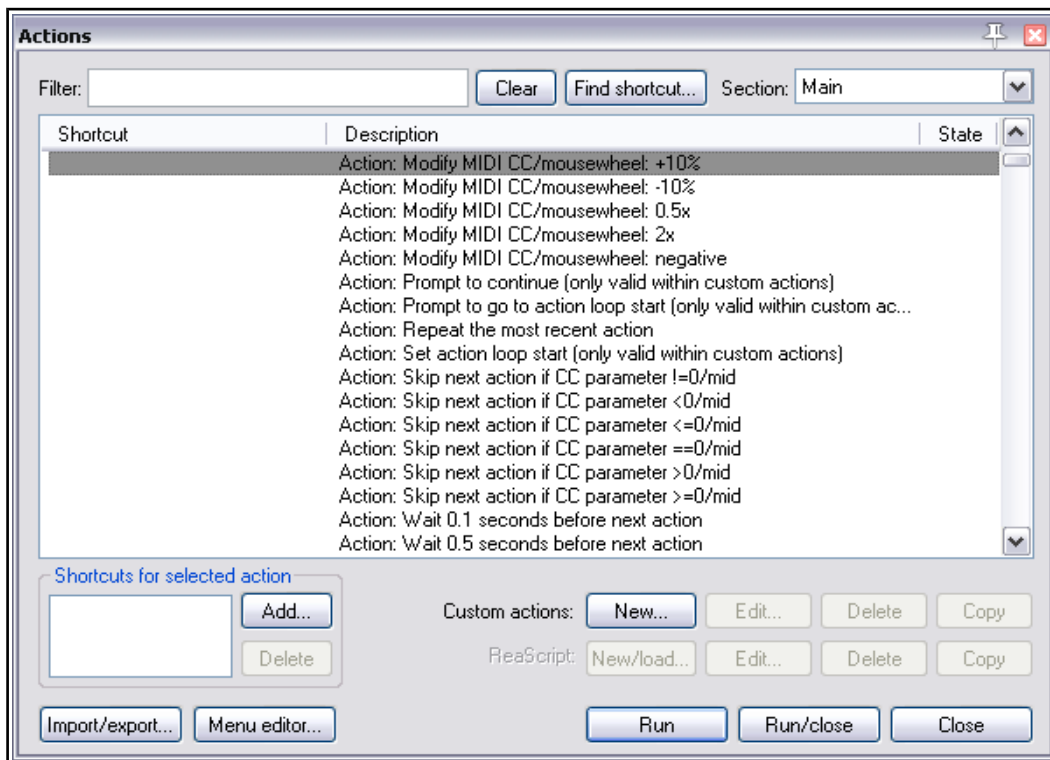 Actions
Filter: Clear Find shortcut... Section: Main
Shortcut Description State
Action: Modify MIDI CC/mousewheel: +10%
Action: Modify MIDI CC/mousewheel: -10%
Action: Modify MIDI CC/mousewheel: 0.5x
Action: Modify MIDI CC/mousewheel: 2x
Action: Modify MIDI CC/mousewheel: negative
Action: Prompt to continue (only valid within custom actions)
Action: Prompt to go to action loop start (only valid within custom ac...
Action: Repeat the most recent action
Action: Set action loop start (only valid within custom actions)
Action: Skip next action if CC parameter !=0/mid
Action: Skip next action if CC parameter <0/mid
Action: Skip next action if CC parameter <=0/mid
Action: Skip next action if CC parameter ==0/mid
Action: Skip next action if CC parameter >0/mid
Action: Skip next action if CC parameter >=0/mid
Action: Wait 0.1 seconds before next action
Action: Wait 0.5 seconds before next action
Shortcuts for selected action
Add... Custom actions: New... Edit... Delete Copy
Delete ReaScript: New/load... Edit... Delete Copy
Import/export... Menu editor... Run Run/close Close